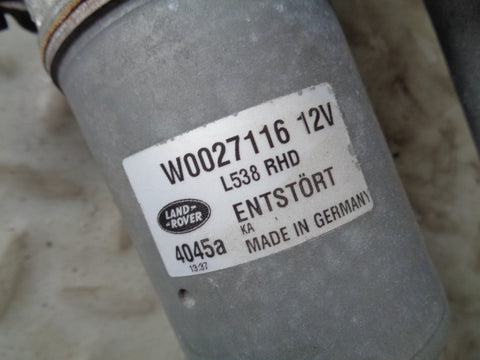 W0027116 12V
L538 RHD
LAND-
-ROVER
ENTSTÖRT
KA
4045a
MADE IN GERMANY
13:37